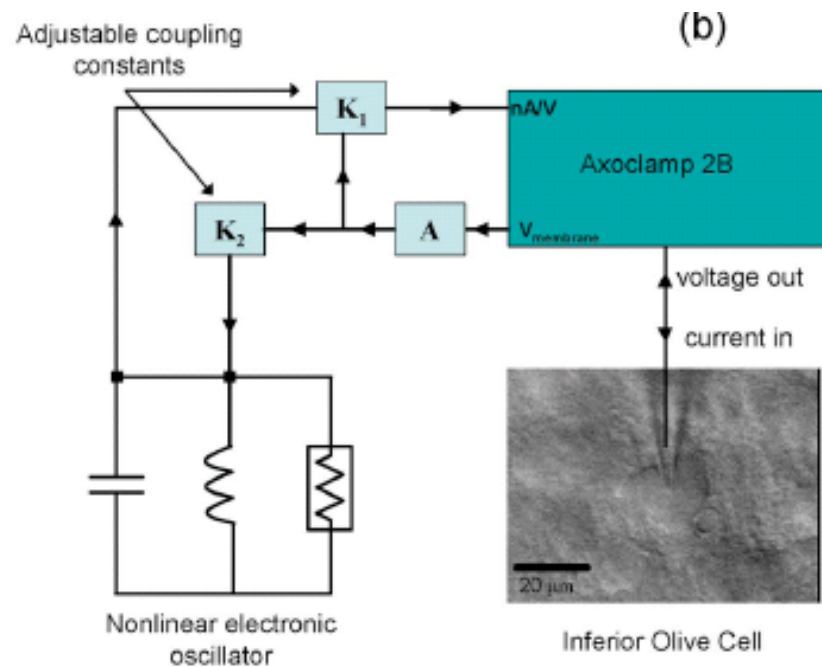 (b)
Adjustable coupling
constants
K1
nA/V
Axoclamp 2B
K2
A
Vmembrane
voltage out
current in
20 μm
Nonlinear electronic
oscillator
Inferior Olive Cell